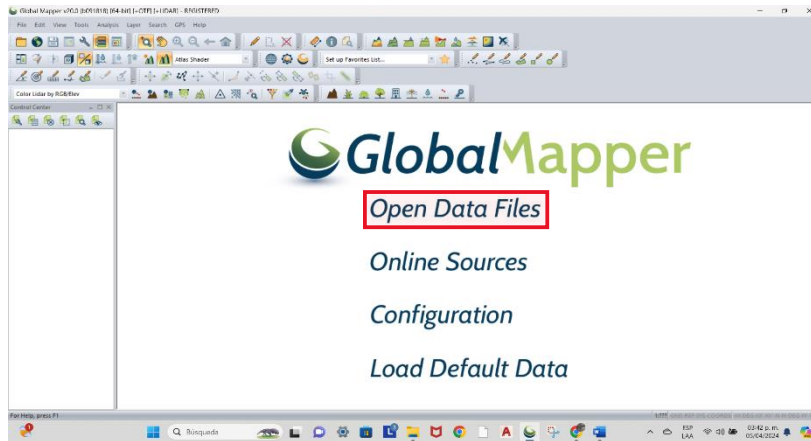 Global Mapper v20.0 (b091818) [64-bit] [+LIDAR] - REGISTERED
File Edit View Tools Analysis Layer Search GPS Help
Atlas Shader
Set up Favorites List...
Color Lidar by RGB/Elev
Control Center
GlobalMapper
Open Data Files
Online Sources
Configuration
Load Default Data
For Help, press F1
Búsqueda
ESP
LAA
03:42 p. m.
05/04/2024